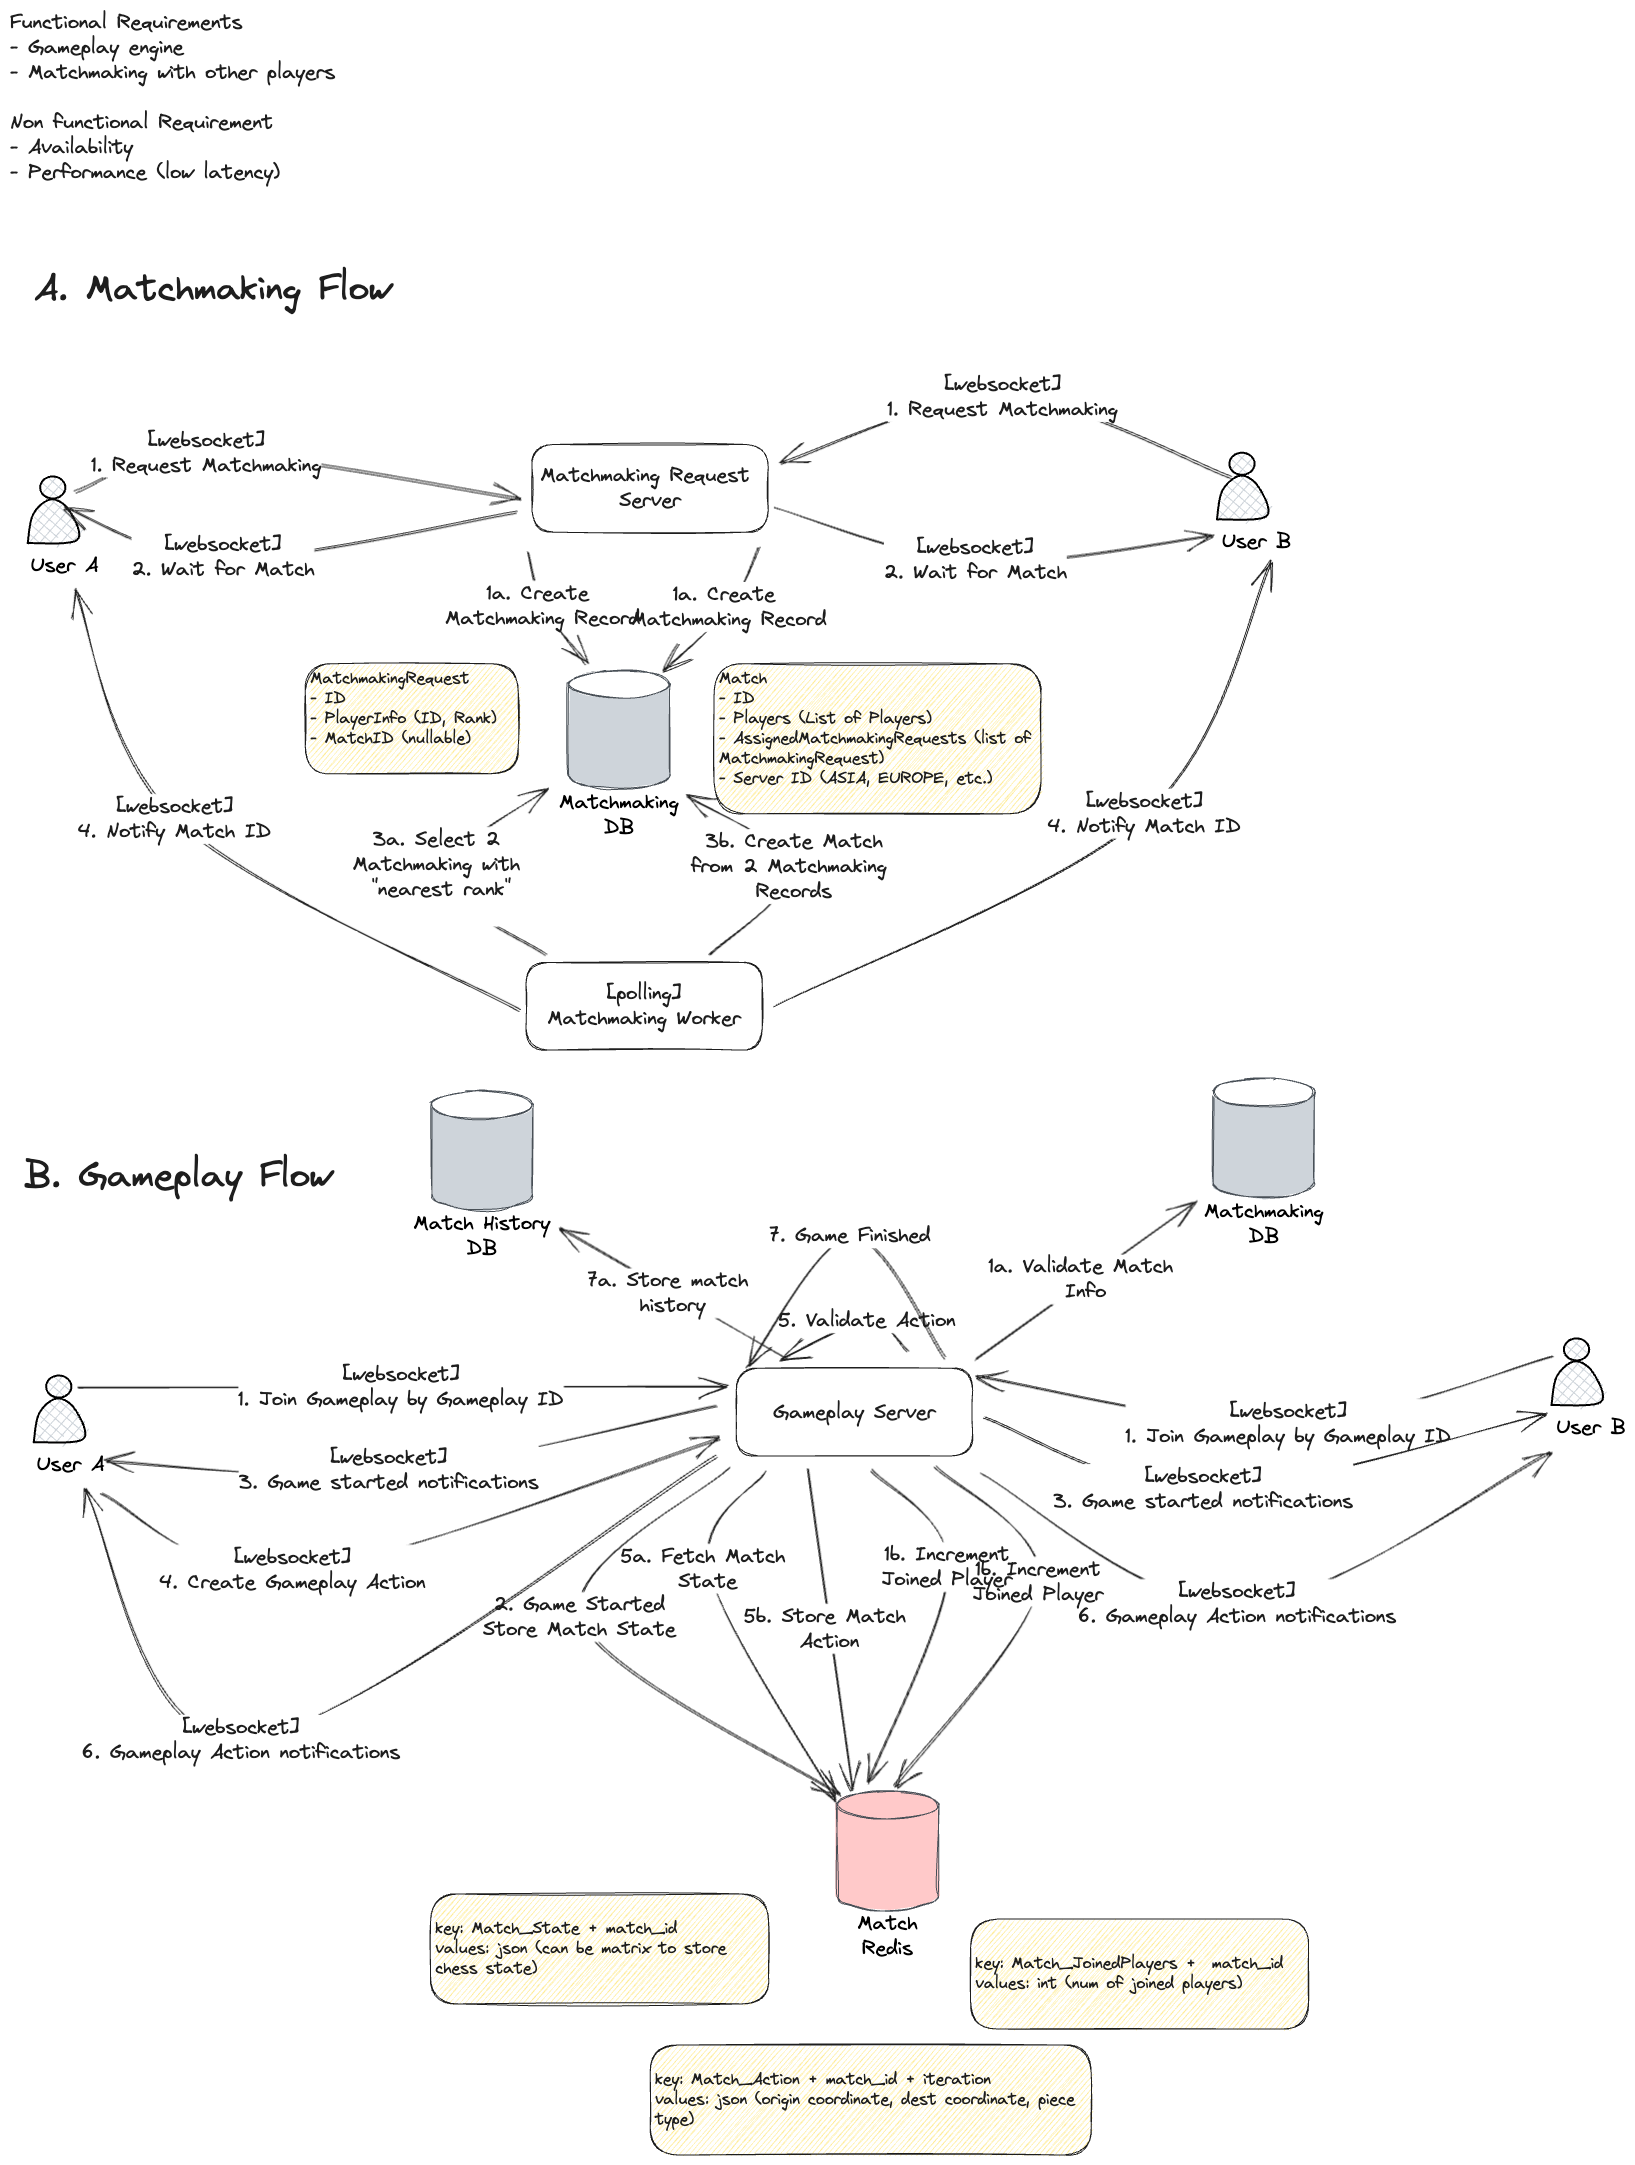 Functional Requirements
- Gameplay engine
- Matchmaking with other players
Non functional Requirement
- Availability
- Performance (low latency)
A. Matchmaking Flow
[websocket]
1. Request Matchmaking
[websocket]
1. Request Matchmaking
Matchmaking Request
Server
User A
User B
[websocket]
2. Wait for Match
[websocket]
2. Wait for Match
1a. Create
Matchmaking Record
1a. Create
Matchmaking Record
MatchmakingRequest
- ID
- PlayerInfo (ID, Rank)
- MatchID (nullable)
Match
- ID
- Players (List of Players)
- AssignedMatchmakingRequests (list of
MatchmakingRequest)
- Server ID (ASIA, EUROPE, etc.)
Matchmaking
DB
[websocket]
4. Notify Match ID
[websocket]
4. Notify Match ID
3a. Select 2
Matchmaking with
"nearest rank"
3b. Create Match
from 2 Matchmaking
Records
[polling]
Matchmaking Worker
B. Gameplay Flow
Match History
DB
Matchmaking
DB
7. Game Finished
7a. Store match
history
1a. Validate Match
Info
5. Validate Action
[websocket]
1. Join Gameplay by Gameplay ID
Gameplay Server
[websocket]
1. Join Gameplay by Gameplay ID
User A
User B
[websocket]
3. Game started notifications
[websocket]
3. Game started notifications
[websocket]
4. Create Gameplay Action
5a. Fetch Match
State
1b. Increment
Joined Player
1b. Increment
Joined Player
2. Game Started
Store Match State
5b. Store Match
Action
[websocket]
6. Gameplay Action notifications
[websocket]
6. Gameplay Action notifications
Match
Redis
key: Match_State + match_id
values: json (can be matrix to store
chess state)
key: Match_JoinedPlayers + match_id
values: int (num of joined players)
key: Match_Action + match_id + iteration
values: json (origin coordinate, dest coordinate, piece
type)